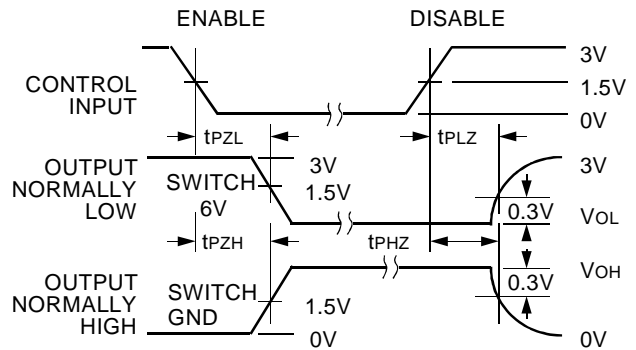 ENABLE DISABLE
3V
CONTROL
INPUT
1.5V
0V
tPZL tPLZ
OUTPUT
NORMALLY
LOW
SWITCH
6V
3V
1.5V
3V
0.3V
VOL
tPZH tPHZ
OUTPUT
NORMALLY
HIGH
SWITCH
GND
1.5V
0V
VOH
0.3V
0V